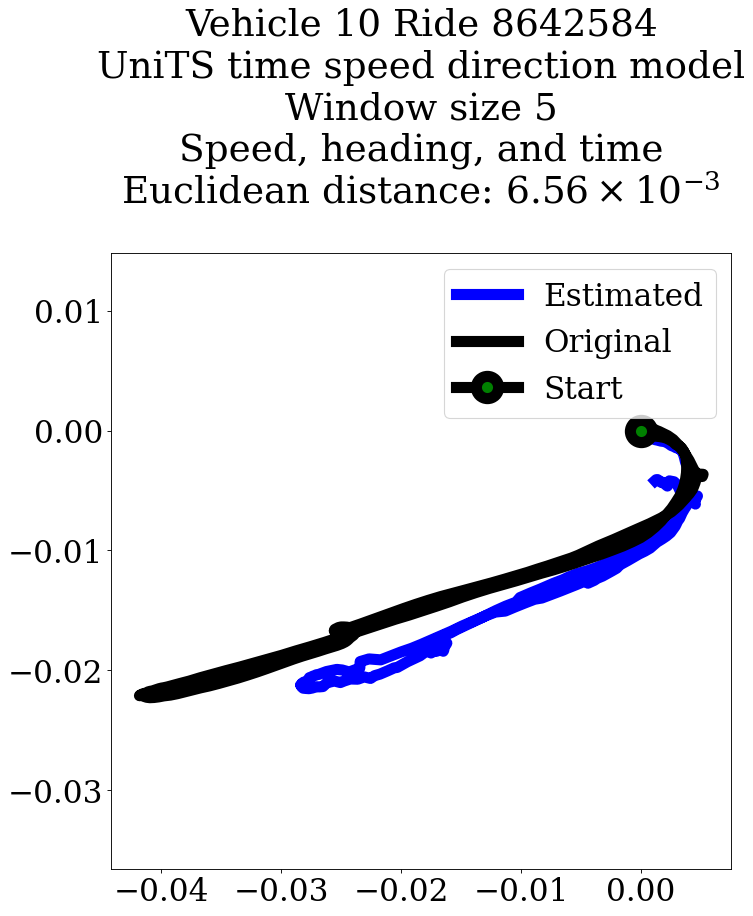 Vehicle 10 Ride 8642584
UniTS time speed direction model
Window size 5
Speed, heading, and time
Euclidean distance: 6.56 × 10⁻³
Estimated
Original
Start
0.01
0.00
−0.01
−0.02
−0.03
−0.04 −0.03 −0.02 −0.01 0.00